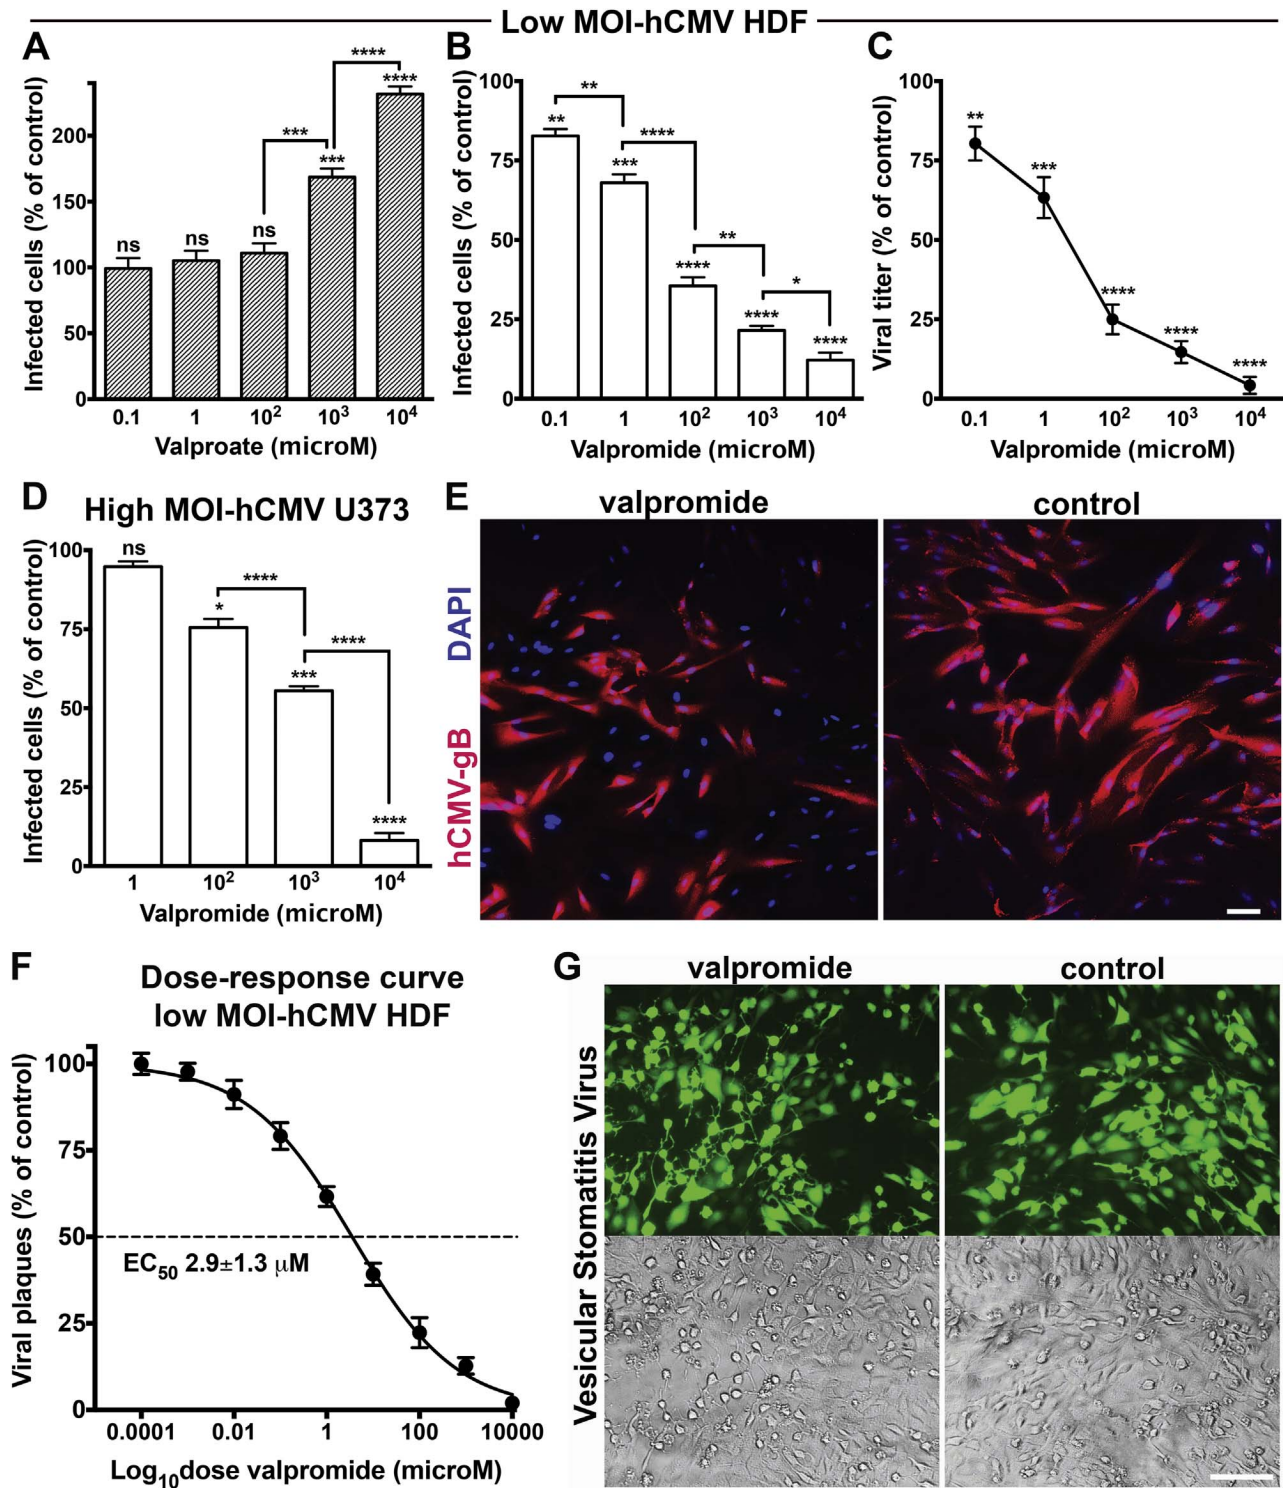 Low MOI-hCMV HDF
A
Infected cells (% of control)
200
150
100
50
0
ns
ns
ns
***
***
****
****
0.1 1 10² 10³ 10⁴
Valproate (microM)
B
Infected cells (% of control)
100
75
50
25
0
**
**
***
****
****
**
****
*
****
0.1 1 10² 10³ 10⁴
Valpromide (microM)
C
Viral titer (% of control)
100
75
50
25
0
**
***
****
****
****
0.1 1 10² 10³ 10⁴
Valpromide (microM)
D
High MOI-hCMV U373
Infected cells (% of control)
100
75
50
25
0
ns
*
****
***
****
****
1 10² 10³ 10⁴
Valpromide (microM)
E
valpromide control
hCMV-gB DAPI
F
Dose-response curve
low MOI-hCMV HDF
Viral plaques (% of control)
100
75
50
25
0
EC₅₀ 2.9±1.3 μM
0.0001 0.01 1 100 10000
Log₁₀dose valpromide (microM)
G
valpromide control
Vesicular Stomatitis Virus